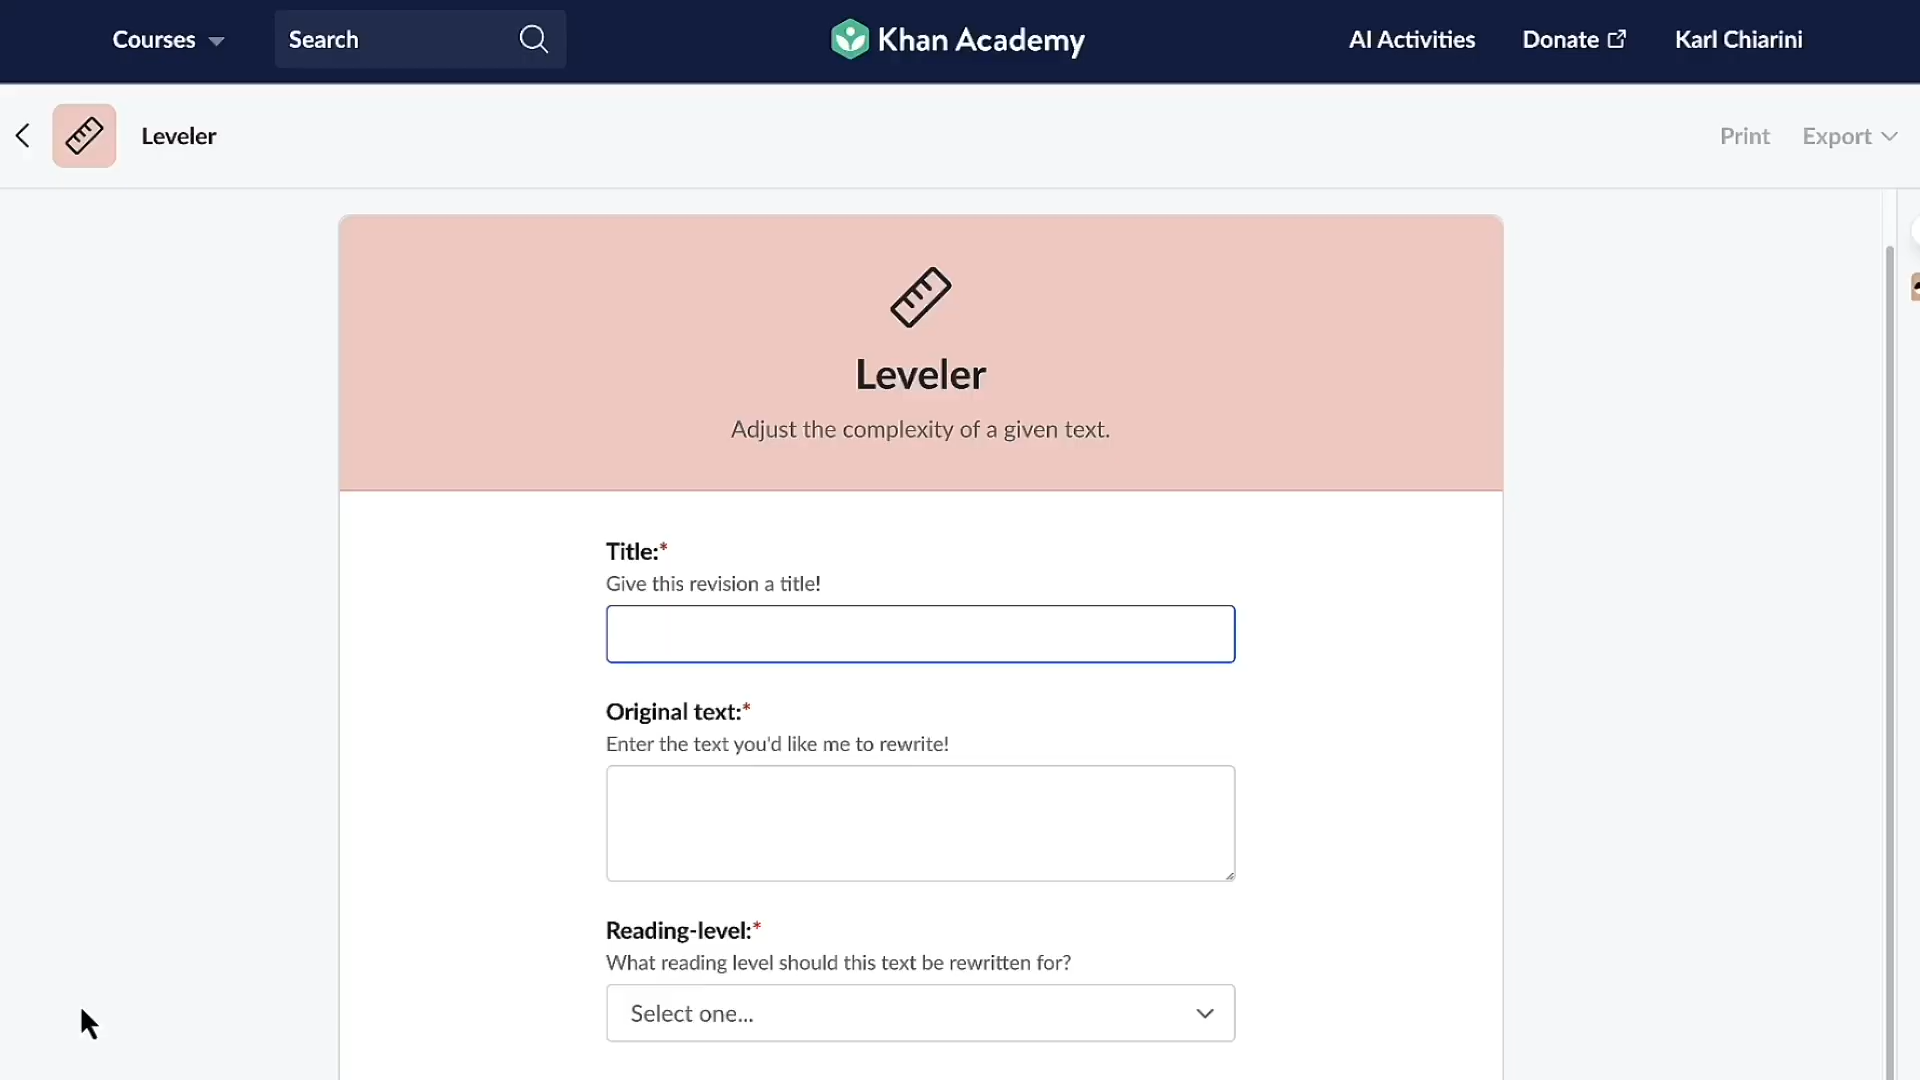 Courses
Search
Khan Academy
AI Activities
Donate
Karl Chiarini
Leveler
Print
Export
Leveler
Adjust the complexity of a given text.
Title:*
Give this revision a title!
Original text:*
Enter the text you'd like me to rewrite!
Reading-level:*
What reading level should this text be rewritten for?
Select one...